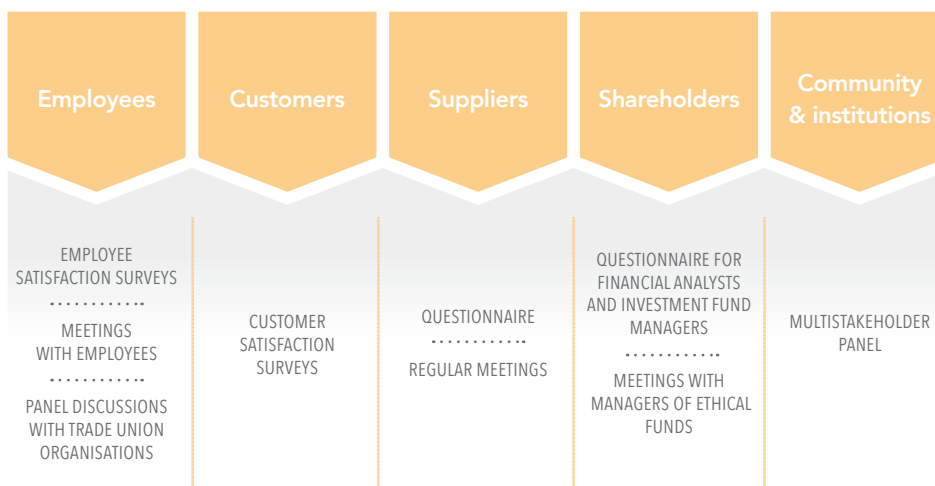 Employees
Customers
Suppliers
Shareholders
Community
& institutions
EMPLOYEE
SATISFACTION SURVEYS
MEETINGS
WITH EMPLOYEES
PANEL DISCUSSIONS
WITH TRADE UNION
ORGANISATIONS
CUSTOMER
SATISFACTION
SURVEYS
QUESTIONNAIRE
REGULAR MEETINGS
QUESTIONNAIRE FOR
FINANCIAL ANALYSTS
AND INVESTMENT FUND
MANAGERS
MEETINGS WITH
MANAGERS OF ETHICAL
FUNDS
MULTISTAKEHOLDER
PANEL